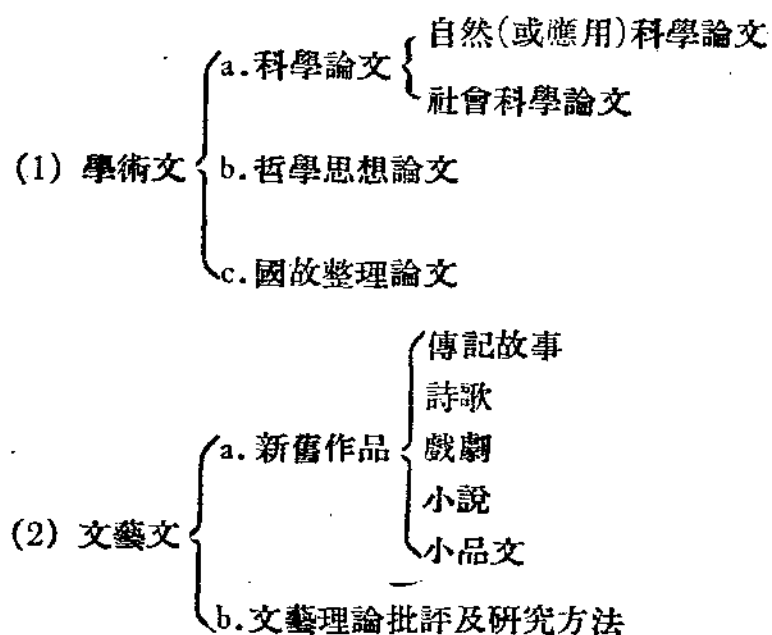 自然(或應用)科學論文
a.科學論文
社會科學論文
(1) 學術文
b.哲學思想論文
c.國故整理論文
傳記故事
詩歌
a.新舊作品
戲劇
小說
(2) 文藝文
小品文
b.文藝理論批評及研究方法